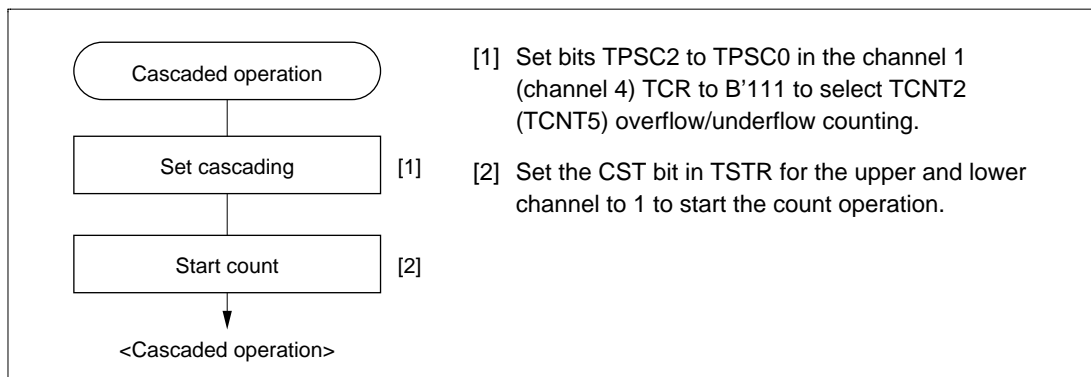 Cascaded operation
Set cascading
[1]
Start count
[2]
<Cascaded operation>
[1] Set bits TPSC2 to TPSC0 in the channel 1
(channel 4) TCR to B'111 to select TCNT2
(TCNT5) overflow/underflow counting.
[2] Set the CST bit in TSTR for the upper and lower
channel to 1 to start the count operation.